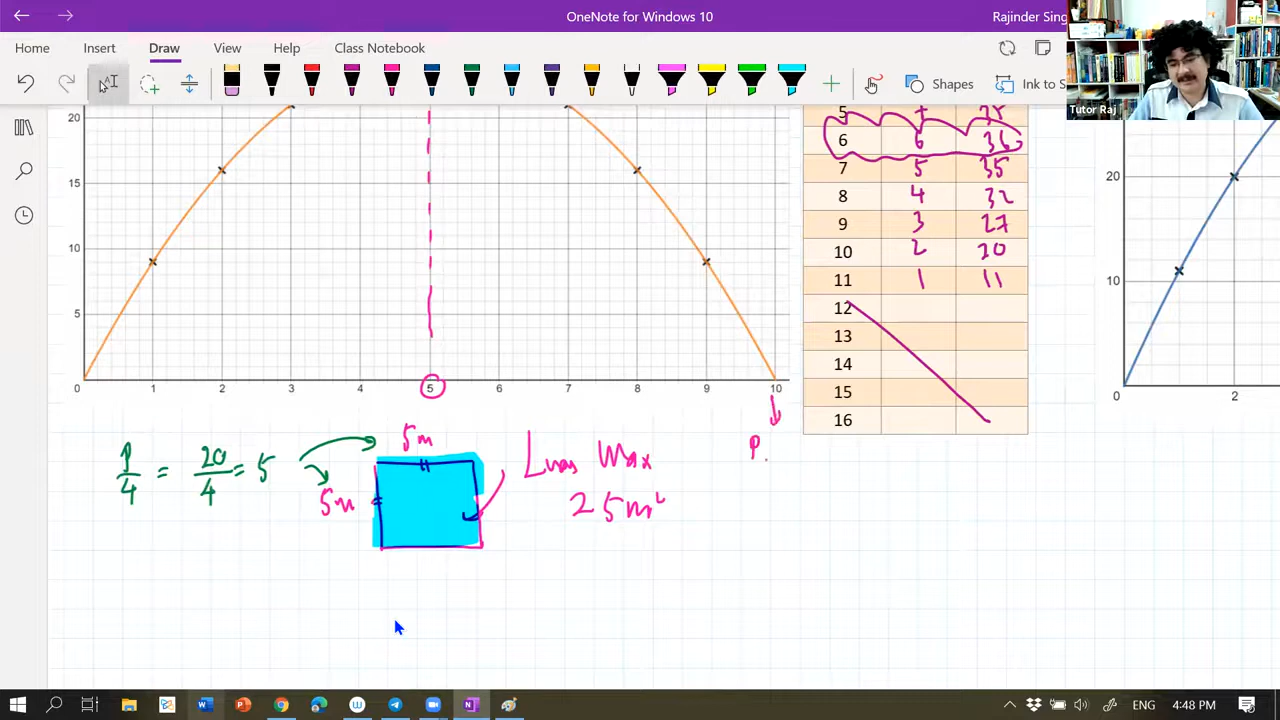 OneNote for Windows 10
Rajinder Sing
Home Insert Draw View Help Class Notebook
Shapes
Ink to S
Tutor Raj
20
15
10
5
0 1 2 3 4 5 6 7 8 9 10
6 6 36
7 5 35
8 4 32
9 3 27
10 2 20
11 1 11
12
13
14
15
16
20
10
0 2
P/4 = 20/4 = 5
5m
5m
Luas Max
25m²
P.
ENG 4:48 PM